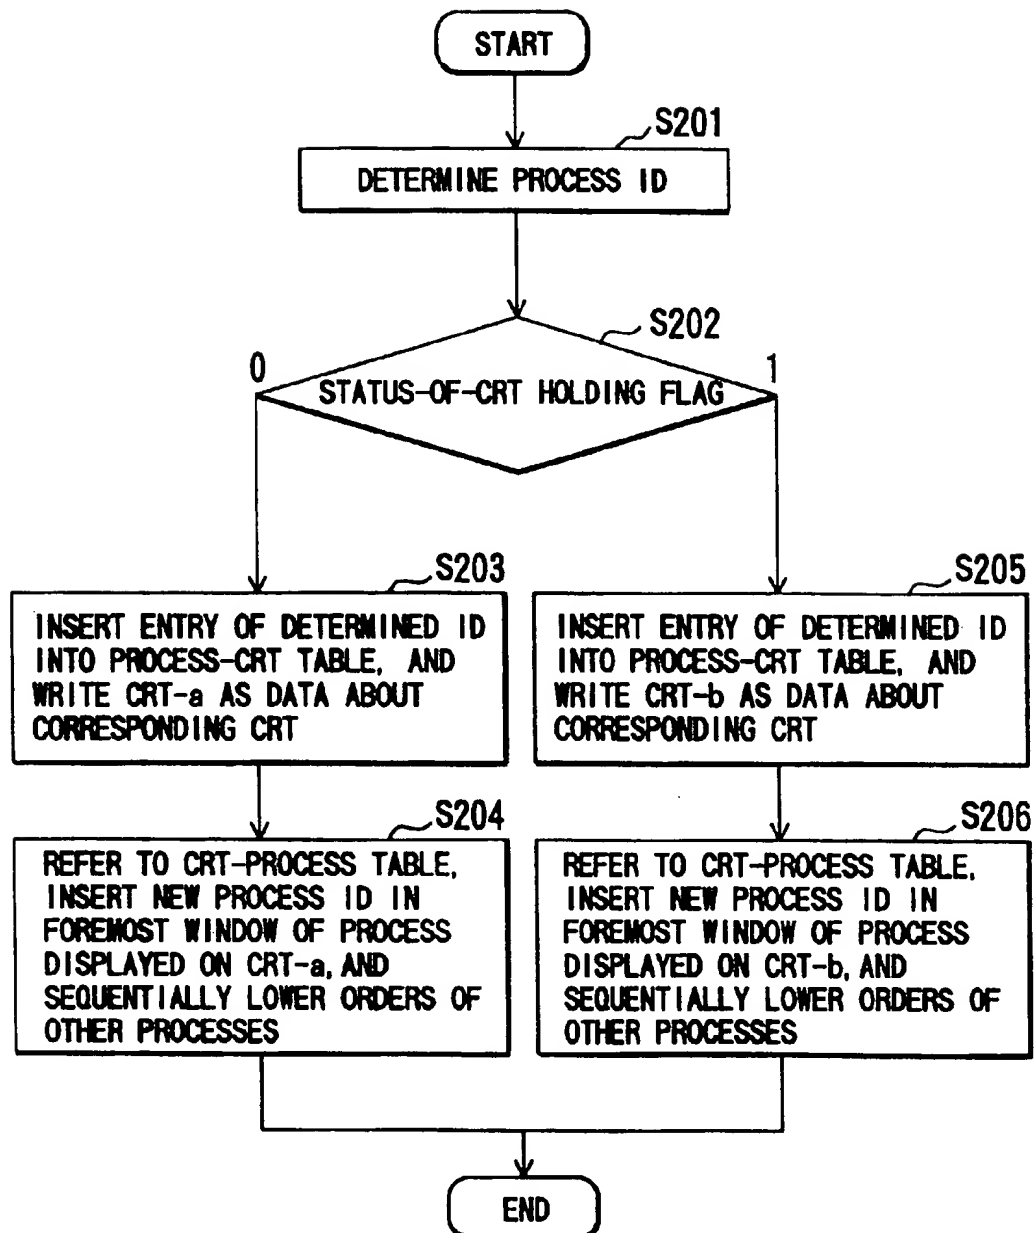 START
S201
DETERMINE PROCESS ID
S202
0
1
STATUS-OF-CRT HOLDING FLAG
S203
INSERT ENTRY OF DETERMINED ID
INTO PROCESS-CRT TABLE, AND
WRITE CRT-a AS DATA ABOUT
CORRESPONDING CRT
S205
INSERT ENTRY OF DETERMINED ID
INTO PROCESS-CRT TABLE, AND
WRITE CRT-b AS DATA ABOUT
CORRESPONDING CRT
S204
REFER TO CRT-PROCESS TABLE,
INSERT NEW PROCESS ID IN
FOREMOST WINDOW OF PROCESS
DISPLAYED ON CRT-a, AND
SEQUENTIALLY LOWER ORDERS OF
OTHER PROCESSES
S206
REFER TO CRT-PROCESS TABLE,
INSERT NEW PROCESS ID IN
FOREMOST WINDOW OF PROCESS
DISPLAYED ON CRT-b, AND
SEQUENTIALLY LOWER ORDERS OF
OTHER PROCESSES
END